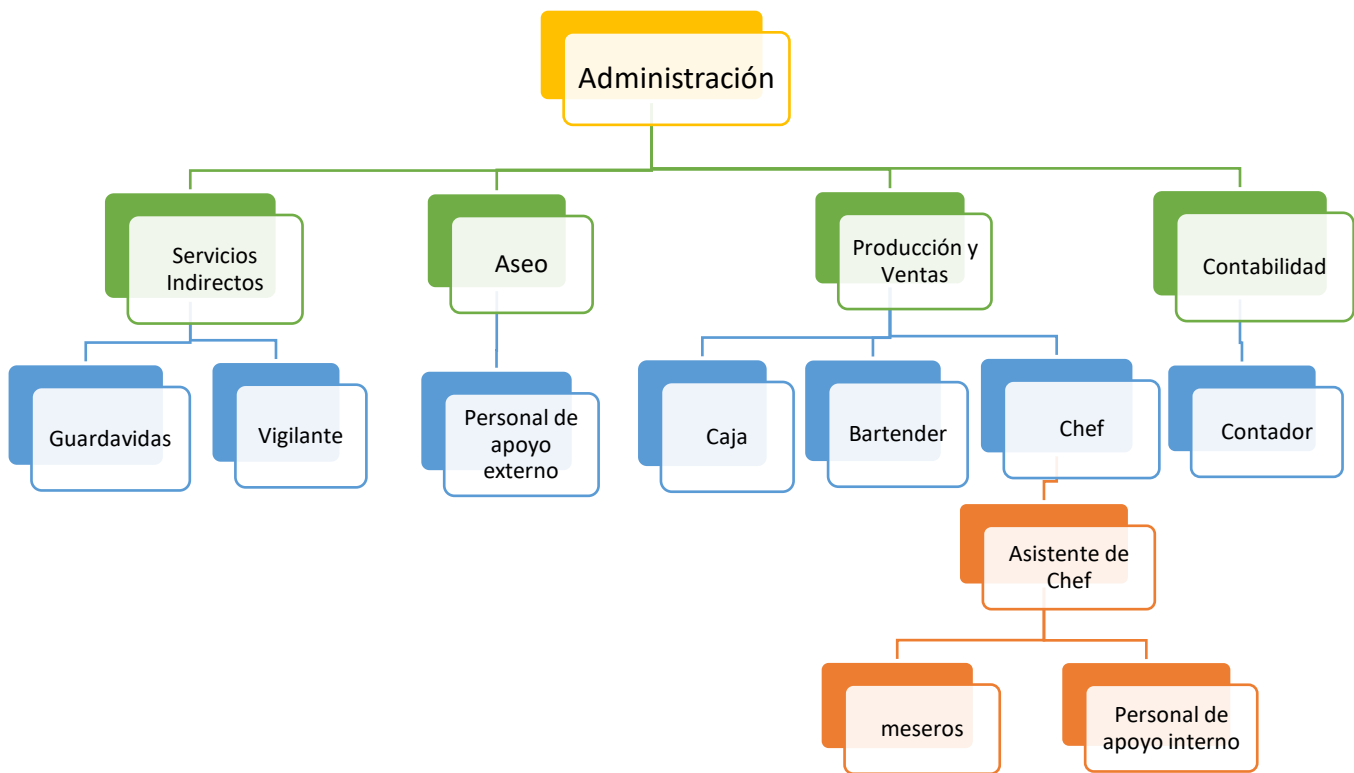 Administración
Servicios
Indirectos
Aseo
Producción y
Ventas
Contabilidad
Guardavidas
Vigilante
Personal de
apoyo
externo
Caja
Bartender
Chef
Contador
Asistente de
Chef
meseros
Personal de
apoyo interno